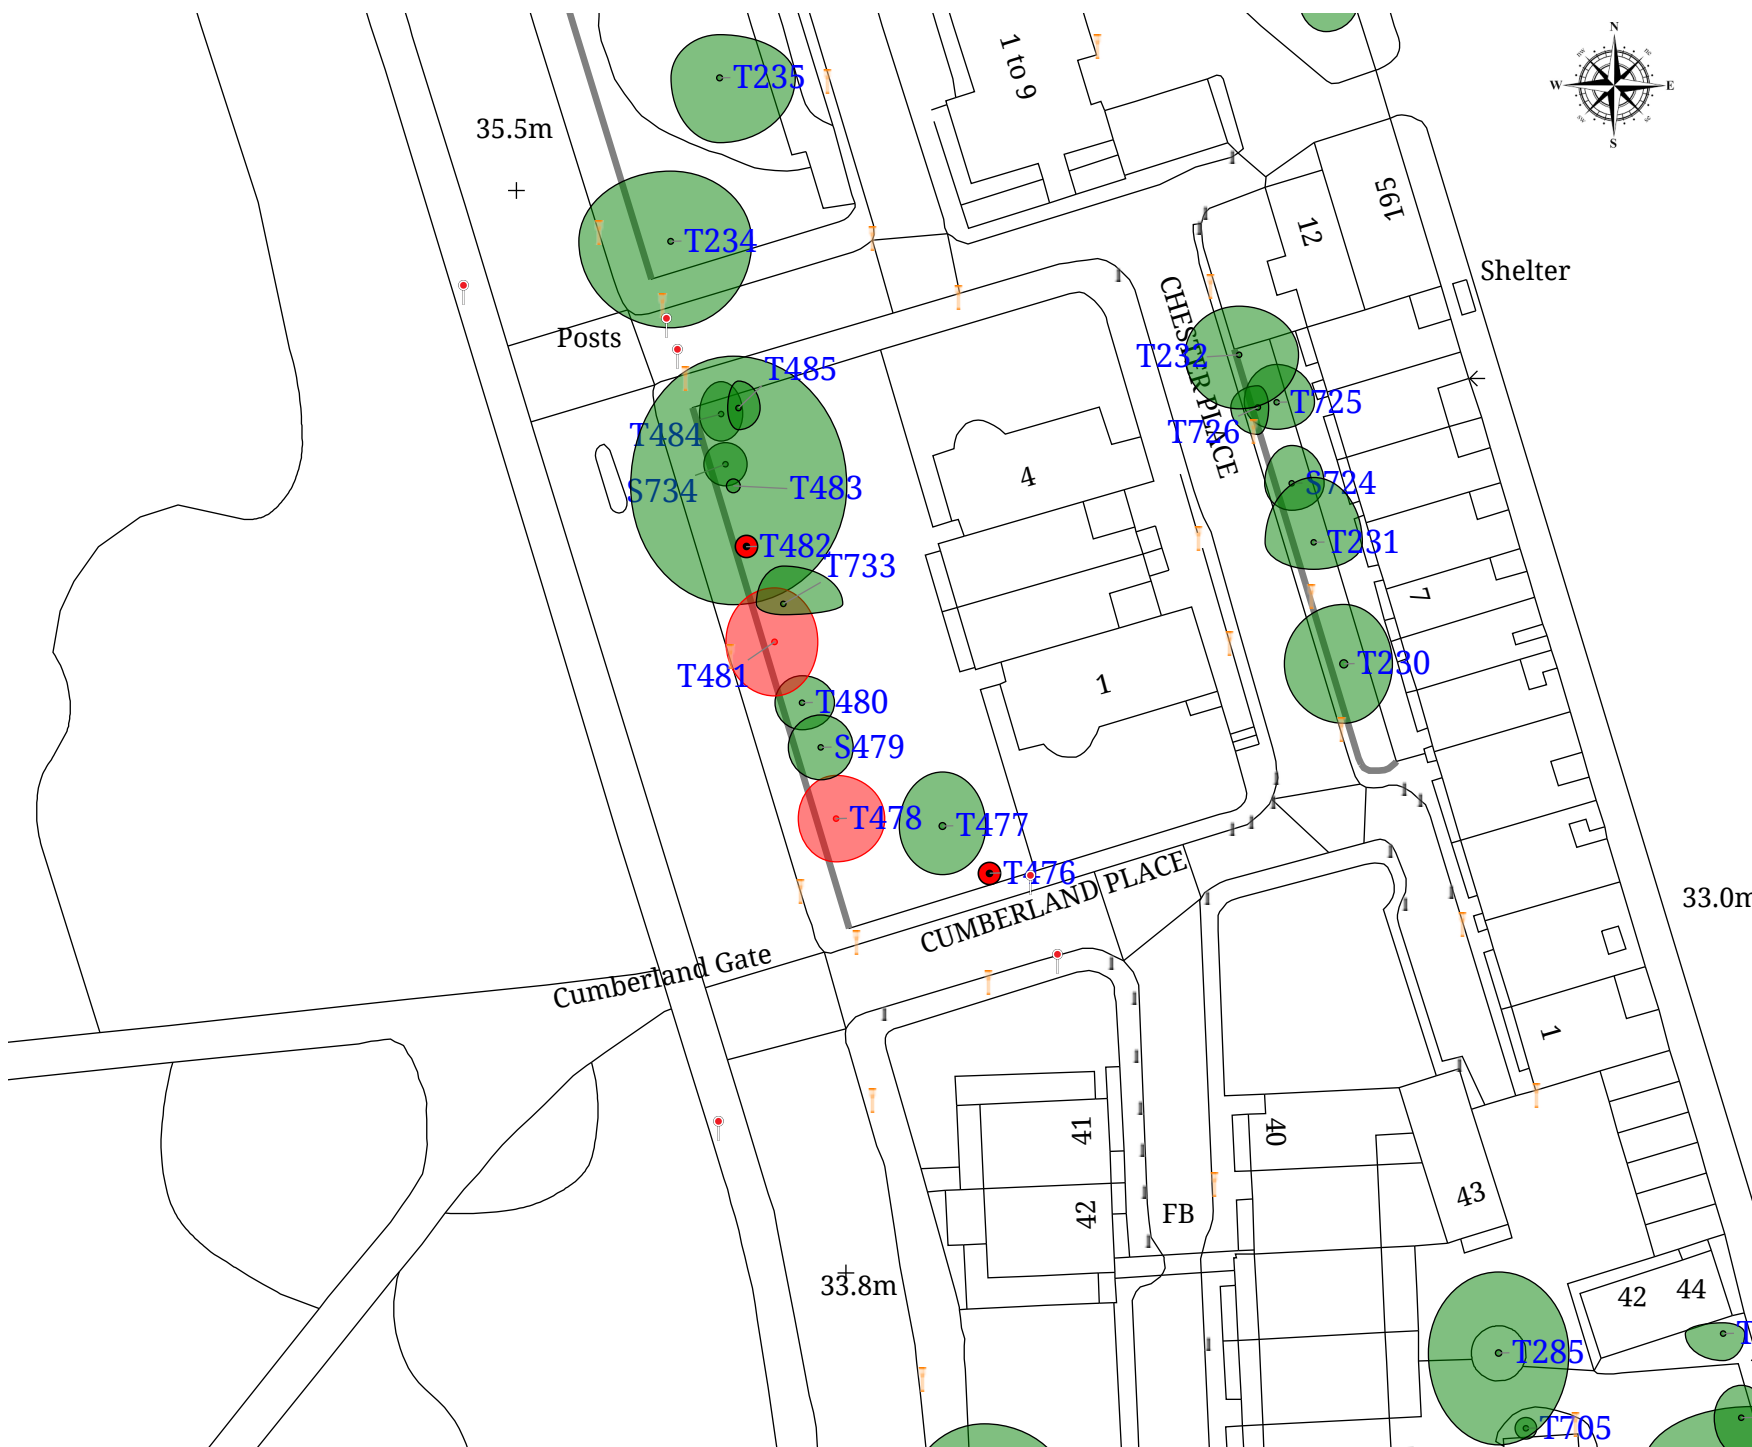 N
W
E
S
T235
1 to 9
35.5m
195
12
T234
Shelter
Posts
CHESTER PLACE
T232
T485
T725
T484
T726
4
S734
T483
S724
T482
T231
T733
7
T481
1
T230
T480
S479
T478
T477
T476
CUMBERLAND PLACE
33.0m
Cumberland Gate
1
41
40
43
42
FB
33.8m
42
44
T285
T705